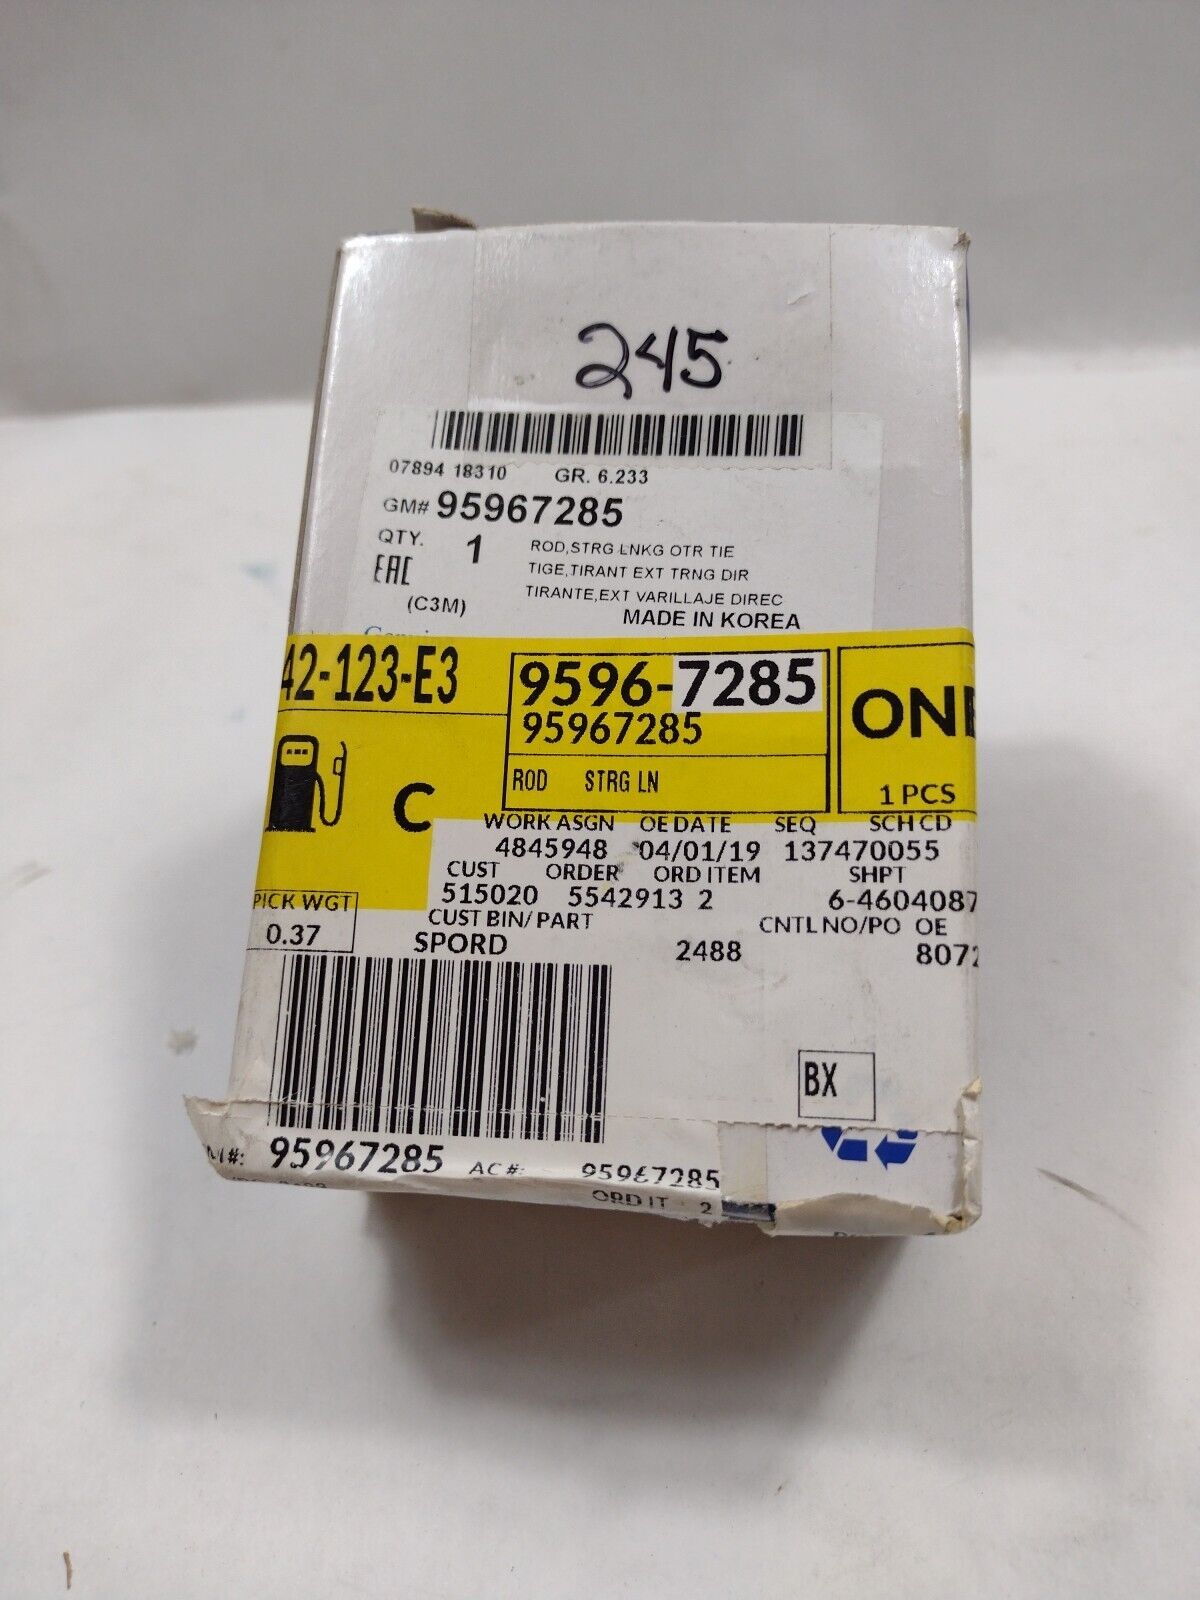 245
07894 18310 GR. 6.233
GM# 95967285
QTY. 1 ROD,STRG LNKG OTR TIE
EAC TIGE,TIRANT EXT TRNG DIR
(C3M) TIRANTE,EXT VARILLAJE DIREC
MADE IN KOREA
42-123-E3 9596-7285
95967285
ROD STRG LN
C
1 PCS
WORK ASGN OE DATE SEQ SCH CD
4845948 04/01/19 137470055
CUST ORDER ORD ITEM SHPT
515020 5542913 2 6-4604087
PICK WGT
0.37
CUST BIN/ PART CNTL NO/PO OE
SPORD 2488 8072
BX
#: 95967285 AC #: 95967285
ORD IT 2